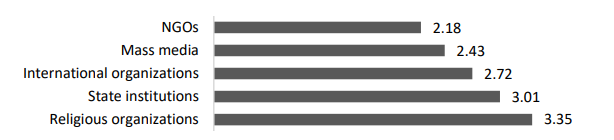 NGOs 2.18
Mass media 2.43
International organizations 2.72
State institutions 3.01
Religious organizations 3.35